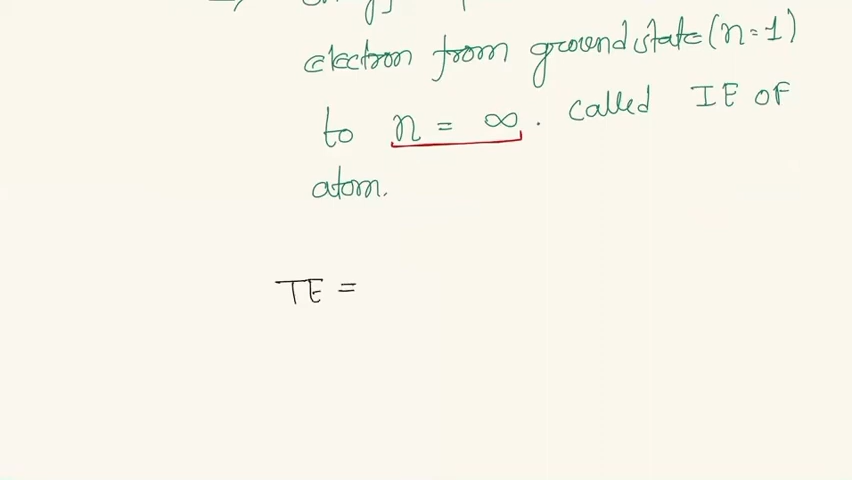 electron from ground state (n=1)
to n = ∞. called IE OF
atom.
TE =